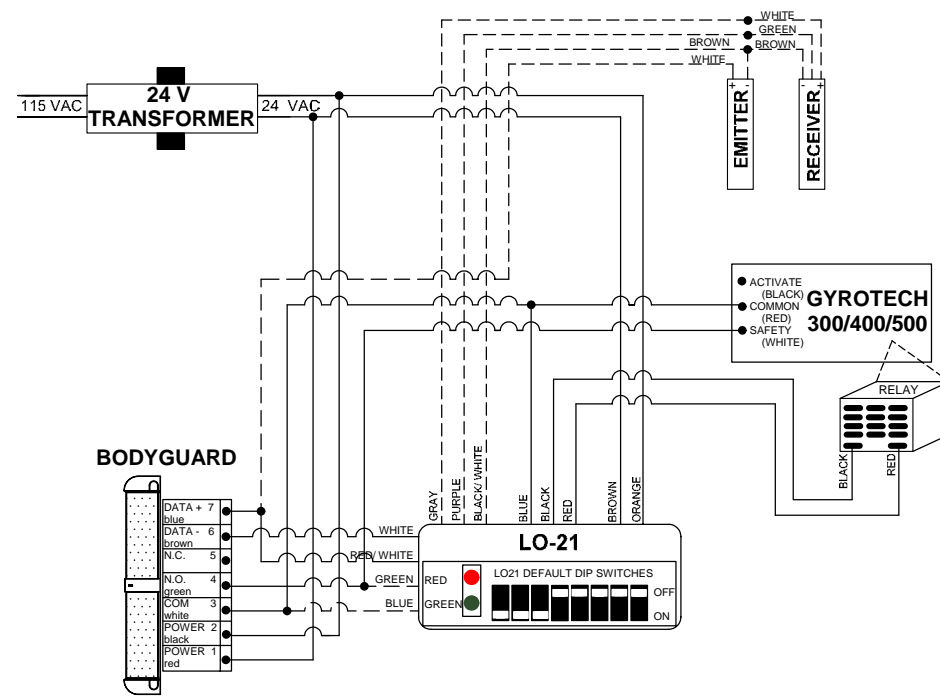 WHITE
GREEN
BROWN BROWN
WHITE
115 VAC
24 V
TRANSFORMER
24 VAC
+ -
EMITTER
- +
RECEIVER
ACTIVATE
(BLACK)
COMMON
(RED)
SAFETY
(WHITE)
GYROTECH
300/400/500
RELAY
BLACK
RED
BODYGUARD
DATA + 7
blue
DATA - 6
brown
N.C. 5
N.O. 4
green
COM 3
white
POWER 2
black
POWER 1
red
WHITE
RED/ WHITE
GREEN
BLUE
GRAY
PURPLE
BLACK/ WHITE
BLUE
BLACK
RED
BROWN
ORANGE
LO-21
RED
GREEN
LO21 DEFAULT DIP SWITCHES
OFF
ON